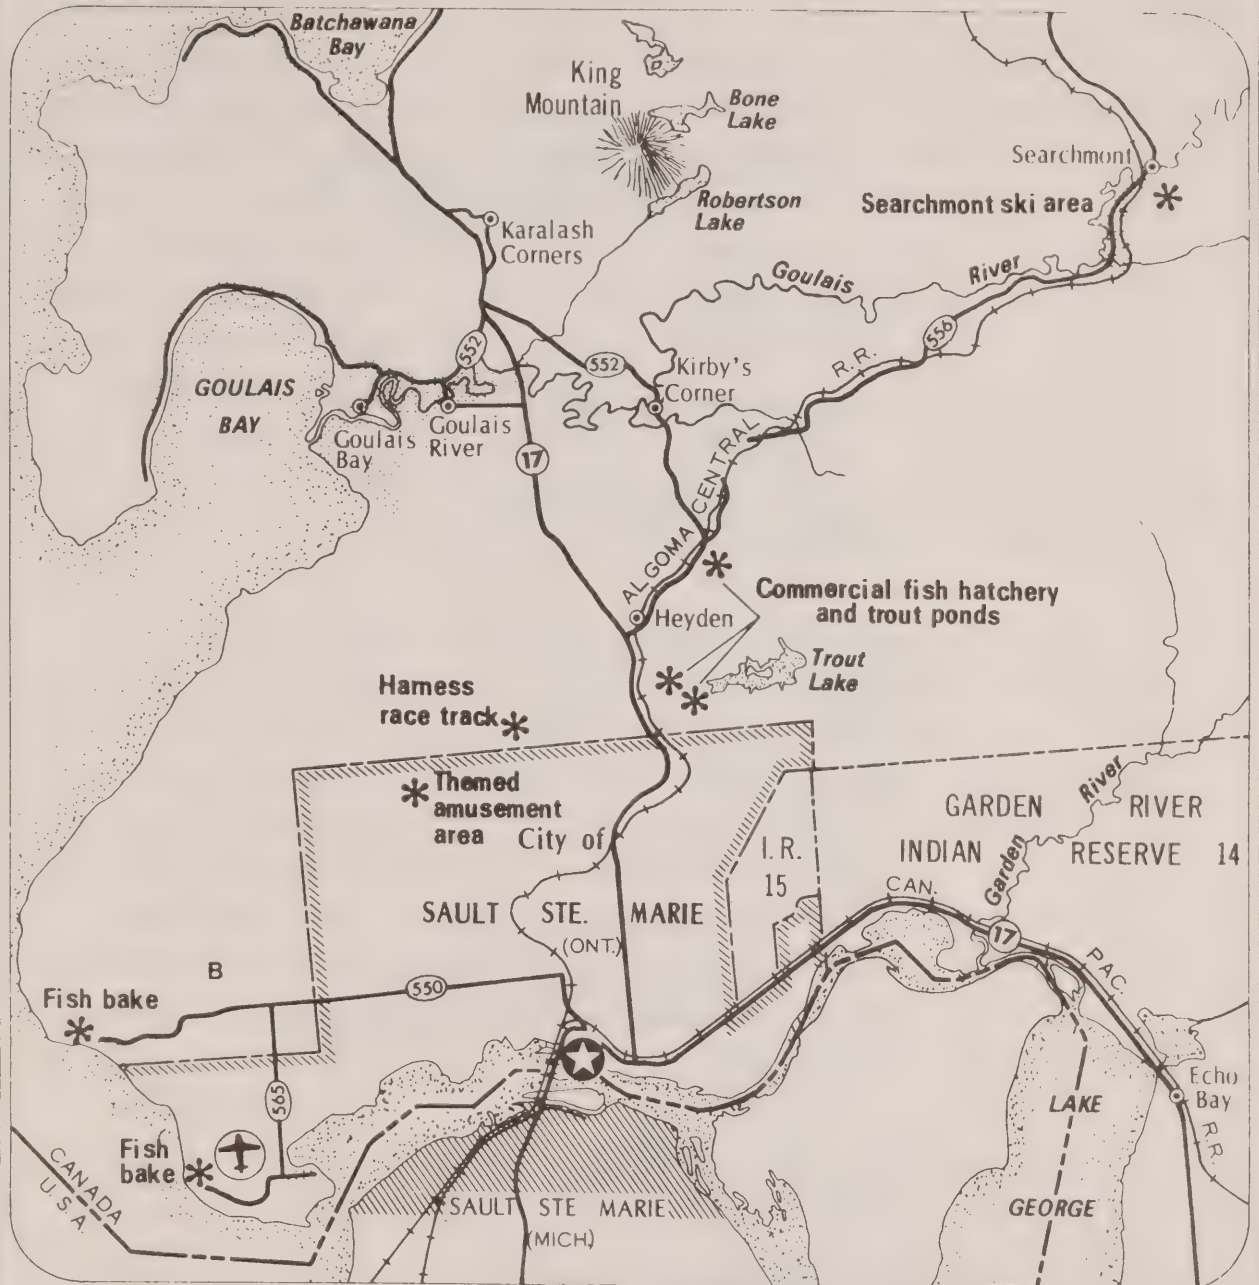 Batchawana
Bay
King
Mountain
Bone
Lake
Searchmont
Robertson
Lake
Searchmont ski area
Karalash
Corners
Goulais
River
552
552
556
Kirby's
Corner
R.R.
GOULAIS
BAY
Goulais
Bay
Goulais
River
17
ALGOMA CENTRAL
Commercial fish hatchery
and trout ponds
Heyden
Trout
Lake
Harness
race track
Themed
amusement
area
City of
SAULT STE. MARIE
(ONT.)
I.R.
15
GARDEN RIVER
INDIAN RESERVE 14
Garden
River
CAN.
17
PAC.
R R
B
550
Fish bake
565
Fish
bake
Echo
Bay
LAKE
GEORGE
CANADA
U.S A
SAULT STE MARIE
(MICH.)